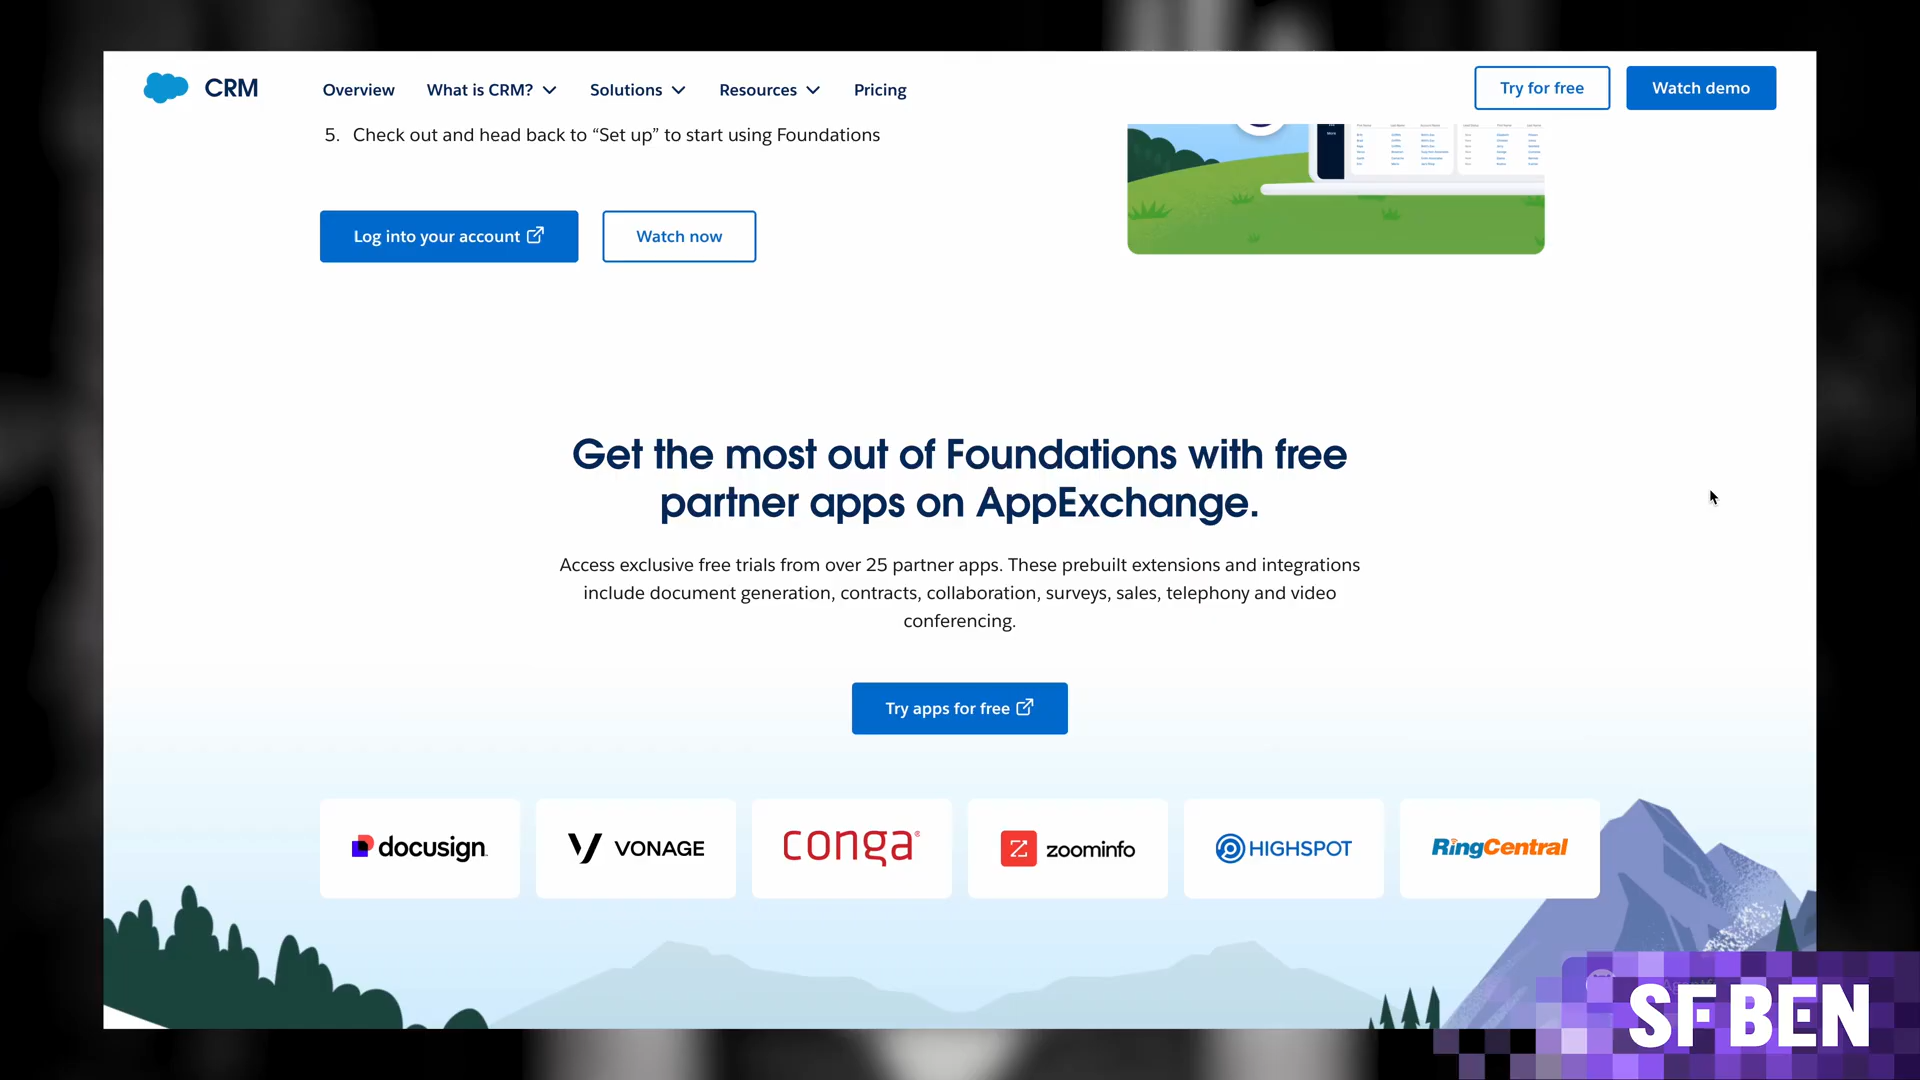 CRM
Overview
What is CRM?
Solutions
Resources
Pricing
Try for free
Watch demo
5. Check out and head back to “Set up” to start using Foundations
Log into your account
Watch now
Get the most out of Foundations with free
partner apps on AppExchange.
Access exclusive free trials from over 25 partner apps. These prebuilt extensions and integrations
include document generation, contracts, collaboration, surveys, sales, telephony and video
conferencing.
Try apps for free
docusign
VONAGE
conga
zoominfo
HIGHSPOT
RingCentral
SF BEN